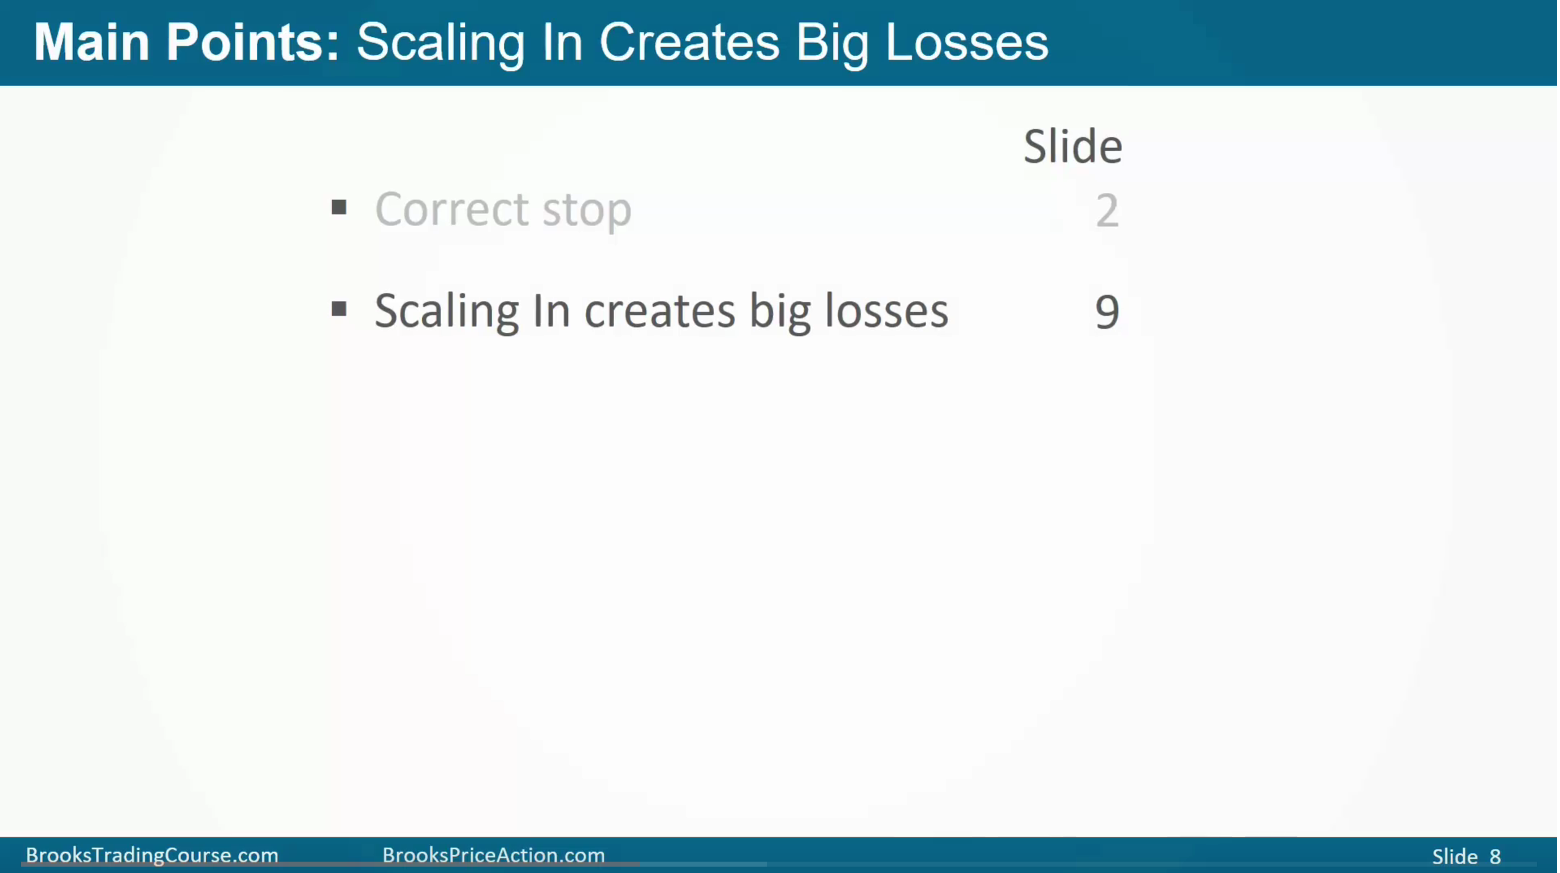 Main Points: Scaling In Creates Big Losses
Slide
▪ Correct stop 2
▪ Scaling In creates big losses 9
BrooksTradingCourse.com BrooksPriceAction.com Slide 8